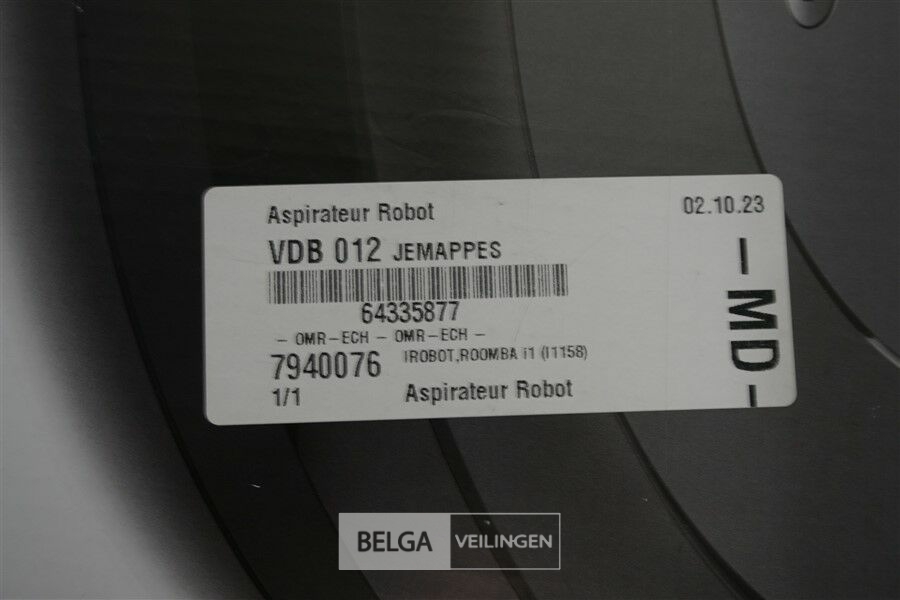 Aspirateur Robot 02.10.23
VDB 012 JEMAPPES
64335877
- OMR-ECH - OMR-ECH -
7940076 IROBOT,ROOMBA i1 (I1158)
1/1 Aspirateur Robot
- MD -
BELGA VEILINGEN